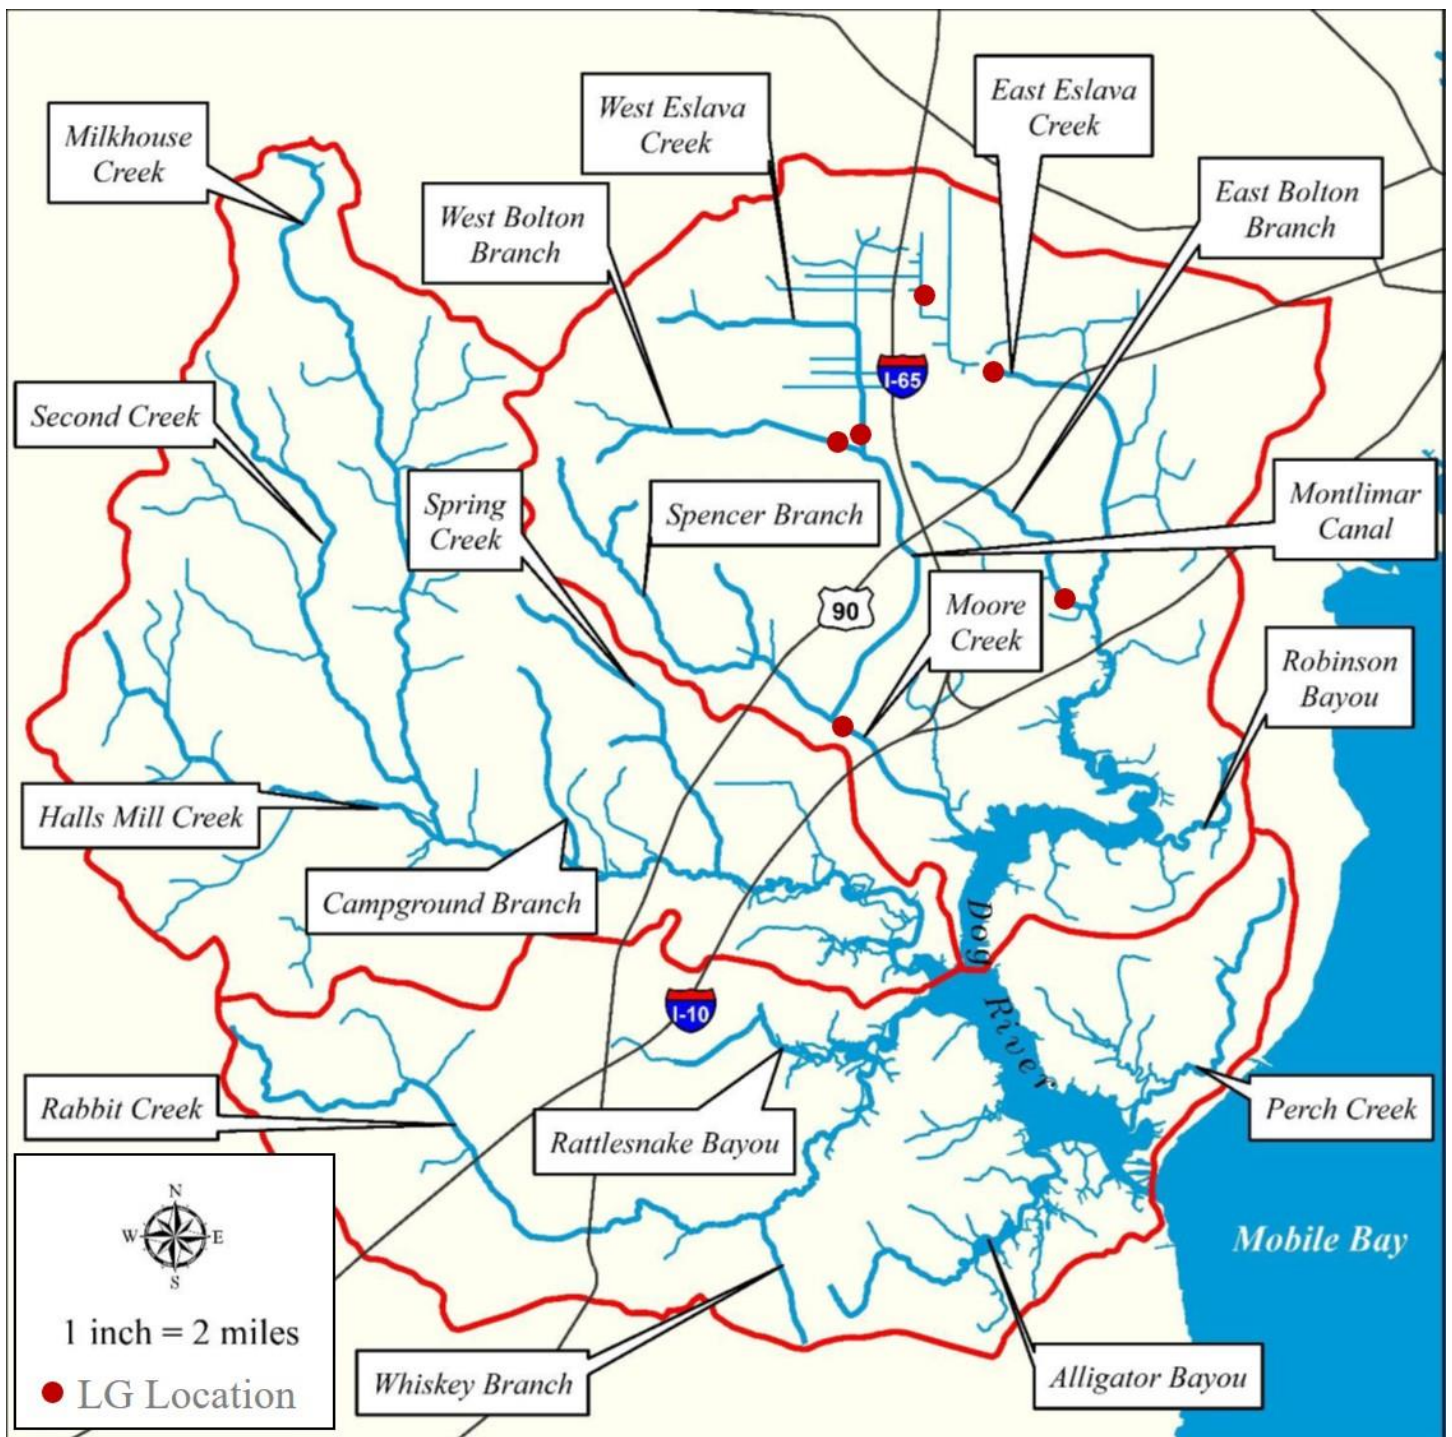 West Eslava
Creek
East Eslava
Creek
Milkhouse
Creek
West Bolton
Branch
East Bolton
Branch
I-65
Second Creek
Spring
Creek
Spencer Branch
Montlimar
Canal
90
Moore
Creek
Robinson
Bayou
Halls Mill Creek
Campground Branch
Dog
River
I-10
Rabbit Creek
Rattlesnake Bayou
Perch Creek
N
W
E
S
Mobile Bay
1 inch = 2 miles
LG Location
Whiskey Branch
Alligator Bayou